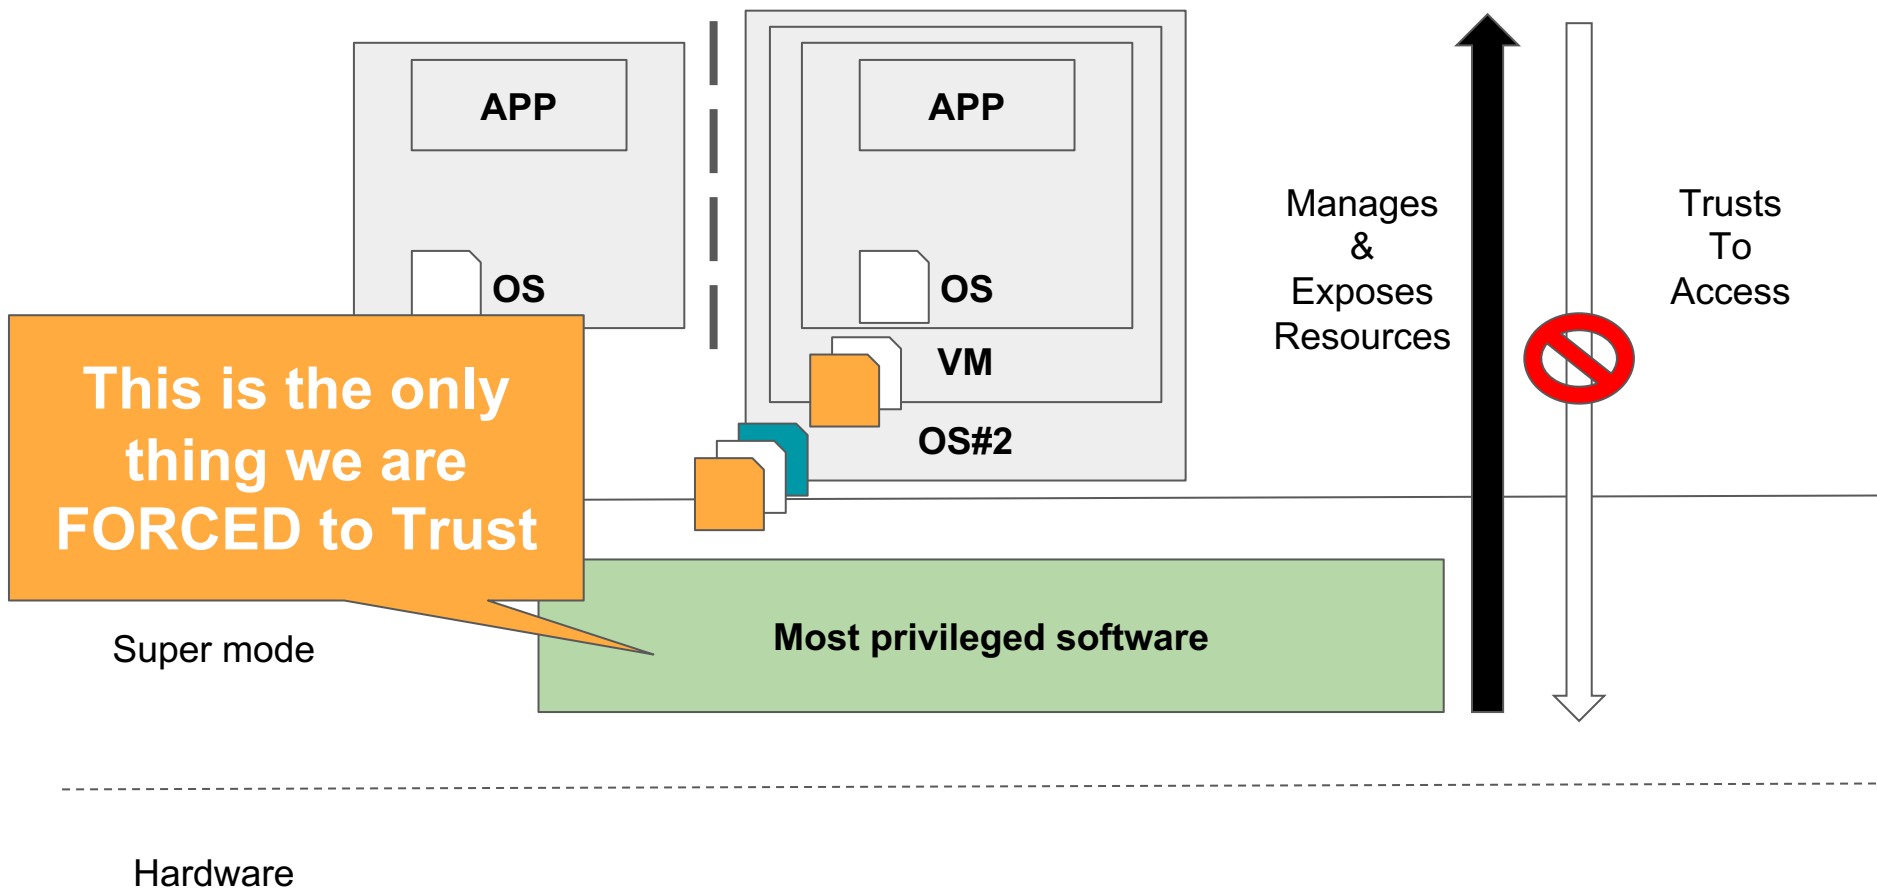 APP
APP
Manages
&
Exposes
Resources
Trusts
To
Access
OS
OS
VM
OS#2
This is the only
thing we are
FORCED to Trust
Super mode
Most privileged software
Hardware